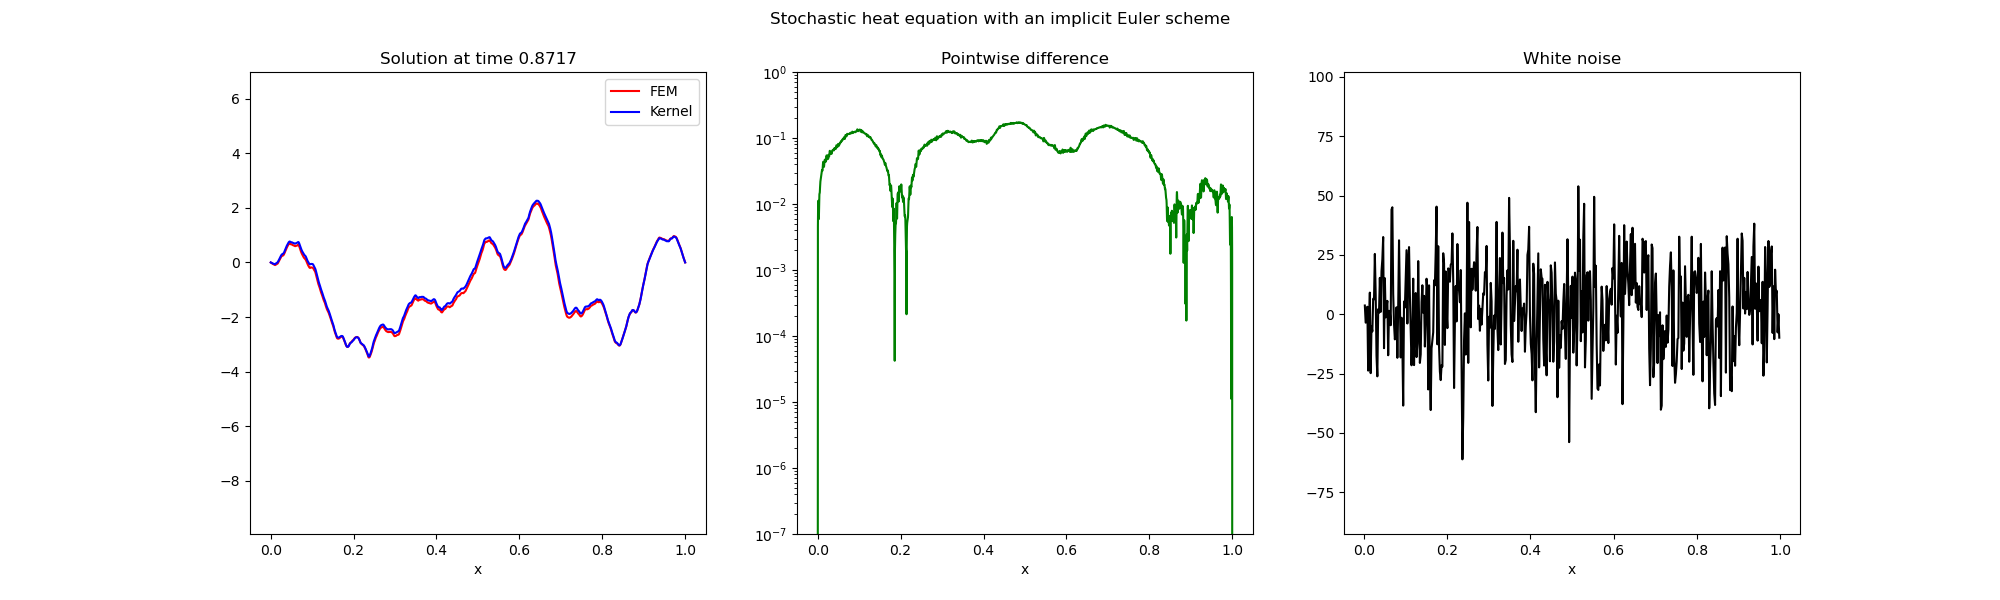 Stochastic heat equation with an implicit Euler scheme
Solution at time 0.8717
FEM
Kernel
6
4
2
0
−2
−4
−6
−8
0.0 0.2 0.4 0.6 0.8 1.0
x
Pointwise difference
10⁰
10⁻¹
10⁻²
10⁻³
10⁻⁴
10⁻⁵
10⁻⁶
10⁻⁷
0.0 0.2 0.4 0.6 0.8 1.0
x
White noise
100
75
50
25
0
−25
−50
−75
0.0 0.2 0.4 0.6 0.8 1.0
x